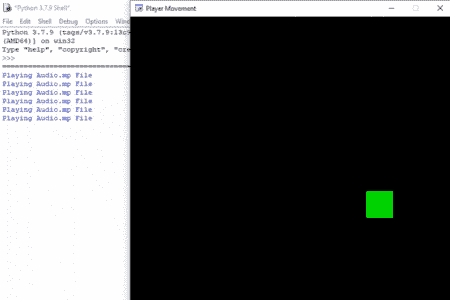 *Python 3.7.9 Shell*
File Edit Shell Debug Options
Python 3.7.9 (tags/v3.7.9:13c9
(AMD64)] on win32
Type "help", "copyright", "cre
>>>
Playing Audio.mp File
Playing Audio.mp File
Playing Audio.mp File
Playing Audio.mp File
Playing Audio.mp File
Playing Audio.mp File
Player Movement